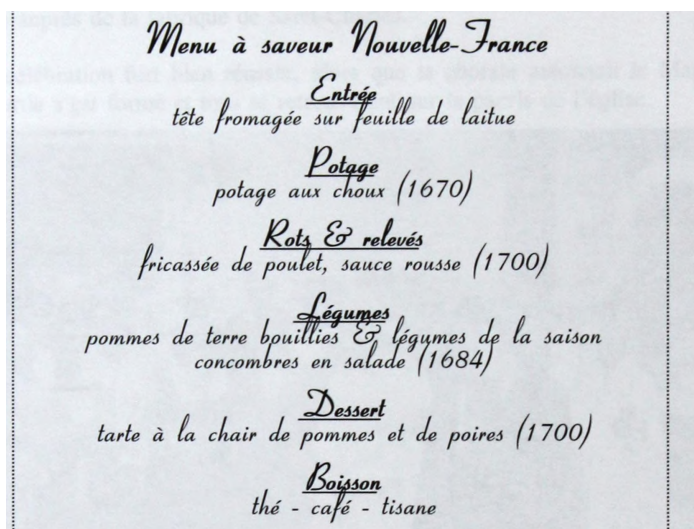 Menu à saveur Nouvelle-France
Entrée
tête fromagée sur feuille de laitue
Potage
potage aux choux (1670)
Rots & relevés
fricassée de poulet, sauce rousse (1700)
Légumes
pommes de terre bouillies & légumes de la saison
concombres en salade (1684)
Dessert
tarte à la chair de pommes et de poires (1700)
Boisson
thé - café - tisane